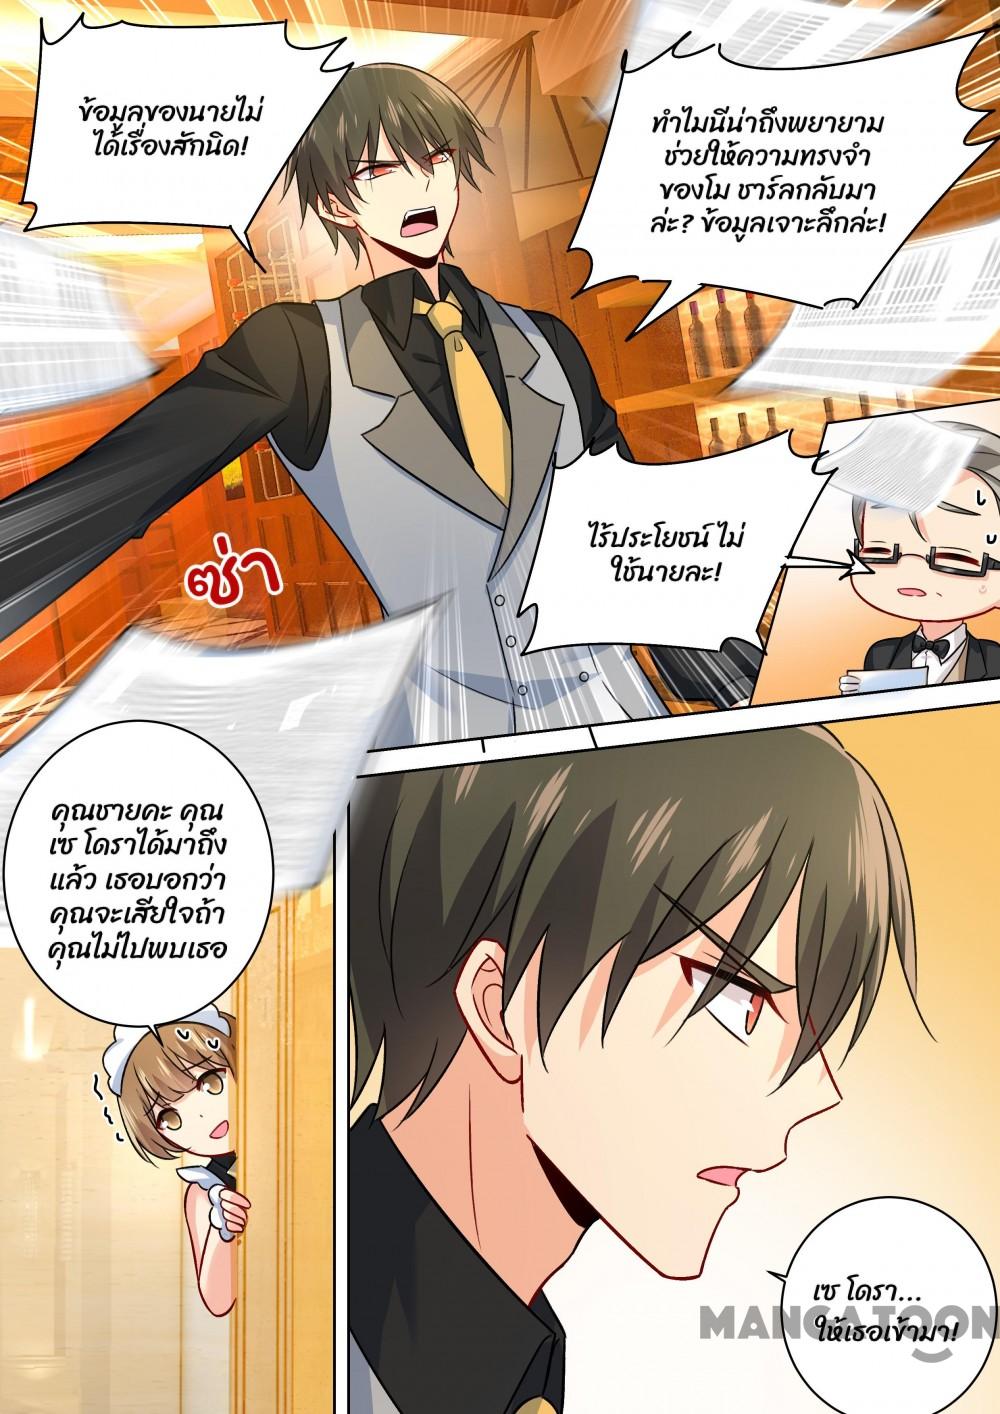 ข้อมูลของนายไม่
ได้เรื่องสักนิด!
ทำไมนีน่าถึงพยายาม
ช่วยให้ความทรงจำ
ของโม ชาร์ลกลับมา
ล่ะ? ข้อมูลเจาะลึกล่ะ!
ไร้ประโยชน์ ไม่
ใช้นายละ!
ซ่า
คุณชายคะ คุณ
เซ โดราได้มาถึง
แล้ว เธอบอกว่า
คุณจะเสียใจถ้า
คุณไม่ไปพบเธอ
เซ โดรา...
ให้เธอเข้ามา!
MANGATOON